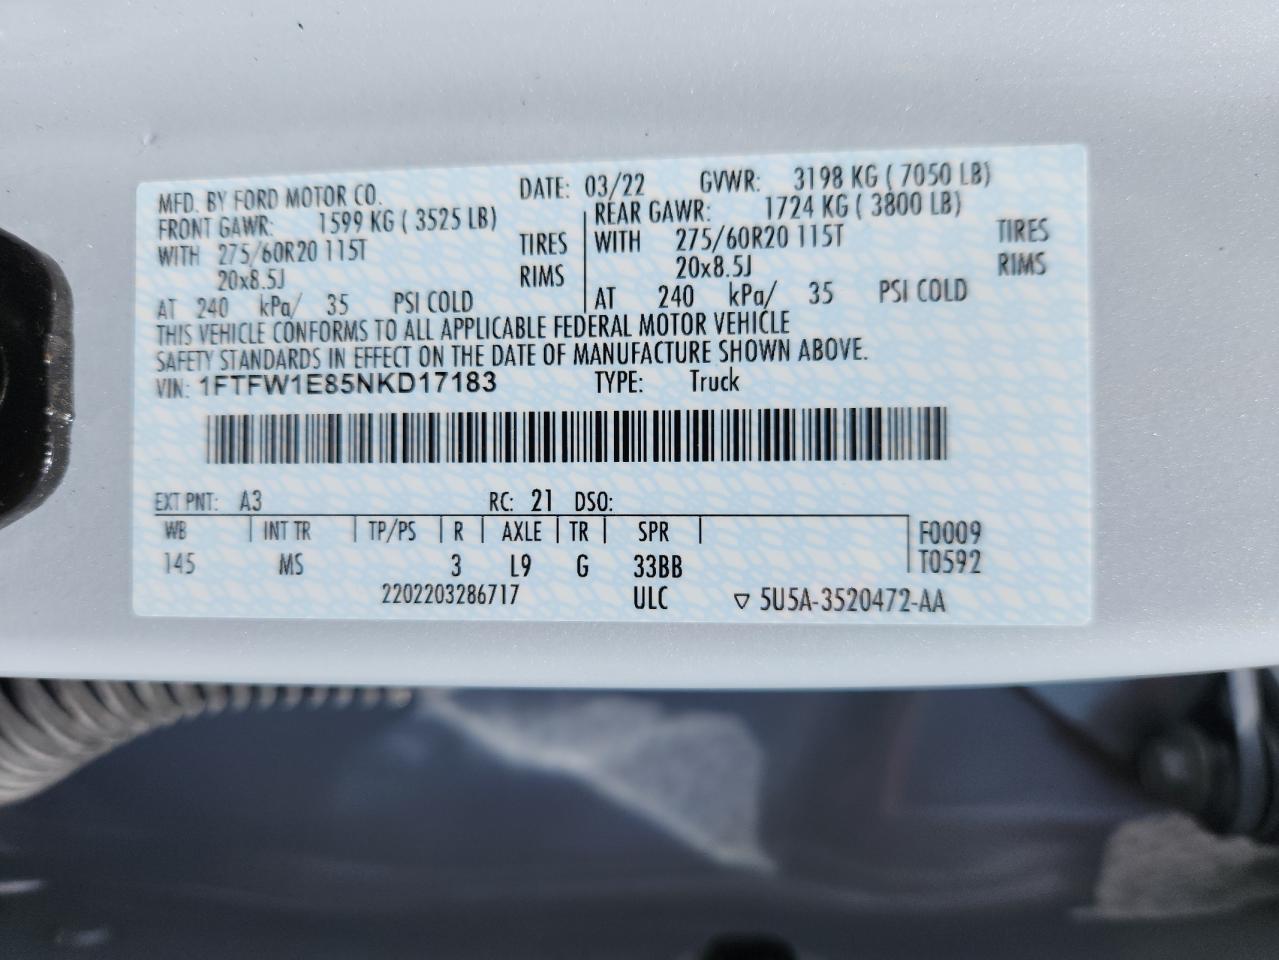 MFD. BY FORD MOTOR CO. DATE: 03/22 GVWR: 3198 KG ( 7050 LB)
FRONT GAWR: 1599 KG ( 3525 LB) REAR GAWR: 1724 KG ( 3800 LB)
WITH 275/60R20 115T TIRES WITH 275/60R20 115T TIRES
20x8.5J RIMS 20x8.5J RIMS
AT 240 kPa/ 35 PSI COLD AT 240 kPa/ 35 PSI COLD
THIS VEHICLE CONFORMS TO ALL APPLICABLE FEDERAL MOTOR VEHICLE
SAFETY STANDARDS IN EFFECT ON THE DATE OF MANUFACTURE SHOWN ABOVE.
VIN: 1FTFW1E85NKD17183 TYPE: Truck
EXT PNT: A3 RC: 21 DSO:
WB INT TR TP/PS R AXLE TR SPR F0009
145 MS 3 L9 G 33BB T0592
2202203286717 ULC ▽ 5U5A-3520472-AA